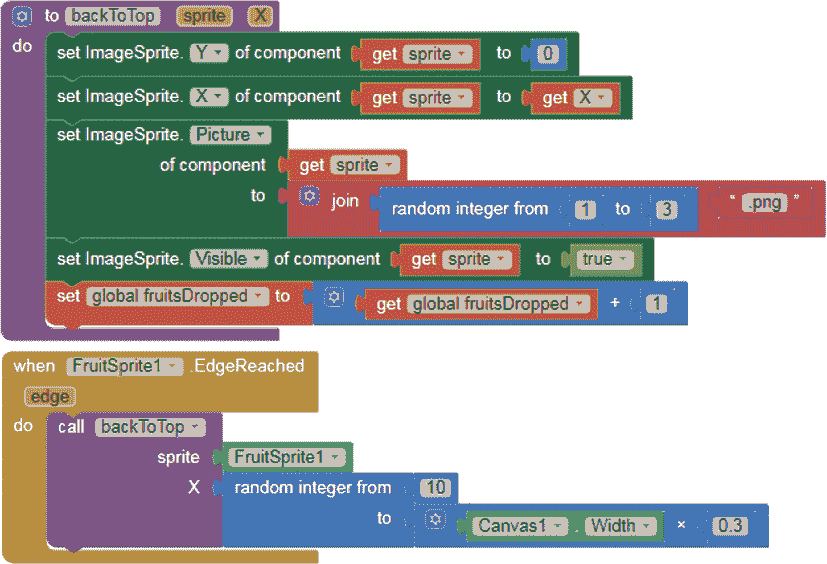 to backToTop sprite X
do
set ImageSprite. Y of component get sprite to 0
set ImageSprite. X of component get sprite to get X
set ImageSprite. Picture
of component get sprite
to join random integer from 1 to 3 " .png "
set ImageSprite. Visible of component get sprite to true
set global fruitsDropped to get global fruitsDropped + 1
when FruitSprite1 .EdgeReached
edge
do call backToTop
sprite FruitSprite1
X random integer from 10
to Canvas1 . Width × 0.3